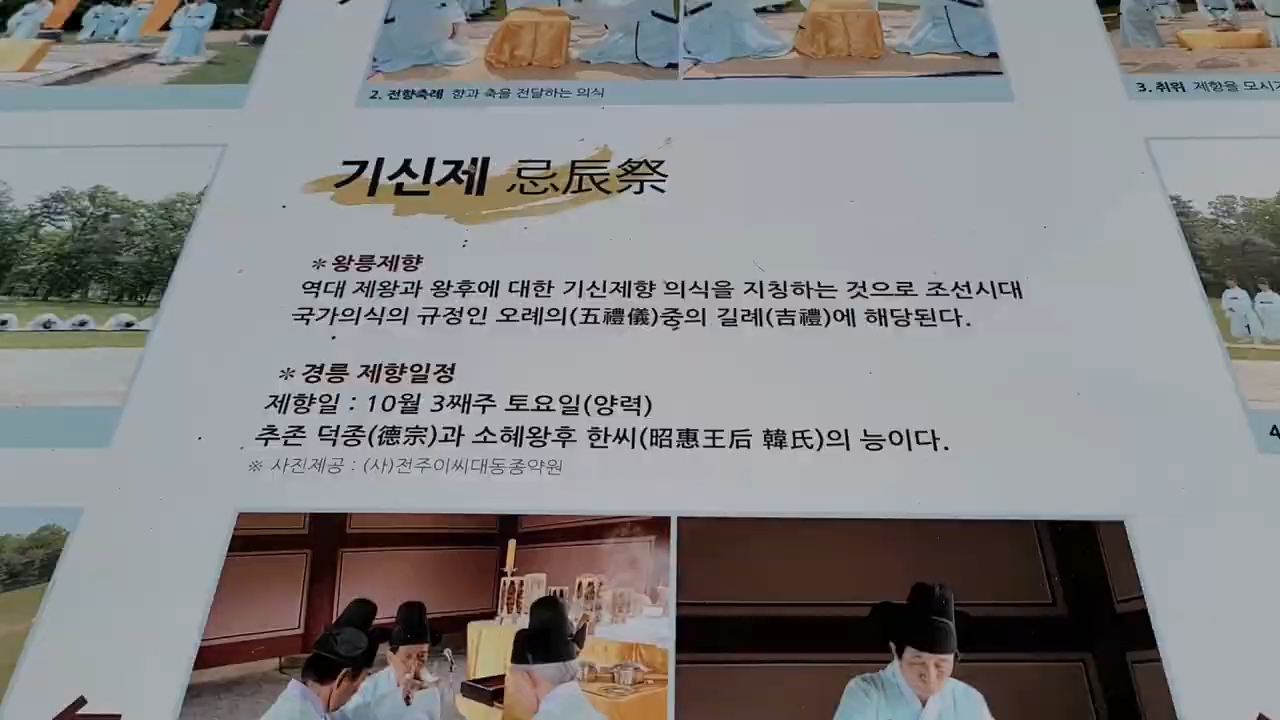 2. 전향축례 향과 축을 전달하는 의식
3. 취위 제향을 모시기
기신제 忌辰祭
＊왕릉제향
역대 제왕과 왕후에 대한 기신제향 의식을 지칭하는 것으로 조선시대
국가의식의 규정인 오례의(五禮儀)중의 길례(吉禮)에 해당된다.
＊경릉 제향일정
제향일 : 10월 3째주 토요일(양력)
추존 덕종(德宗)과 소혜왕후 한씨(昭惠王后 韓氏)의 능이다.
※ 사진제공 : (사)전주이씨대동종약원
4